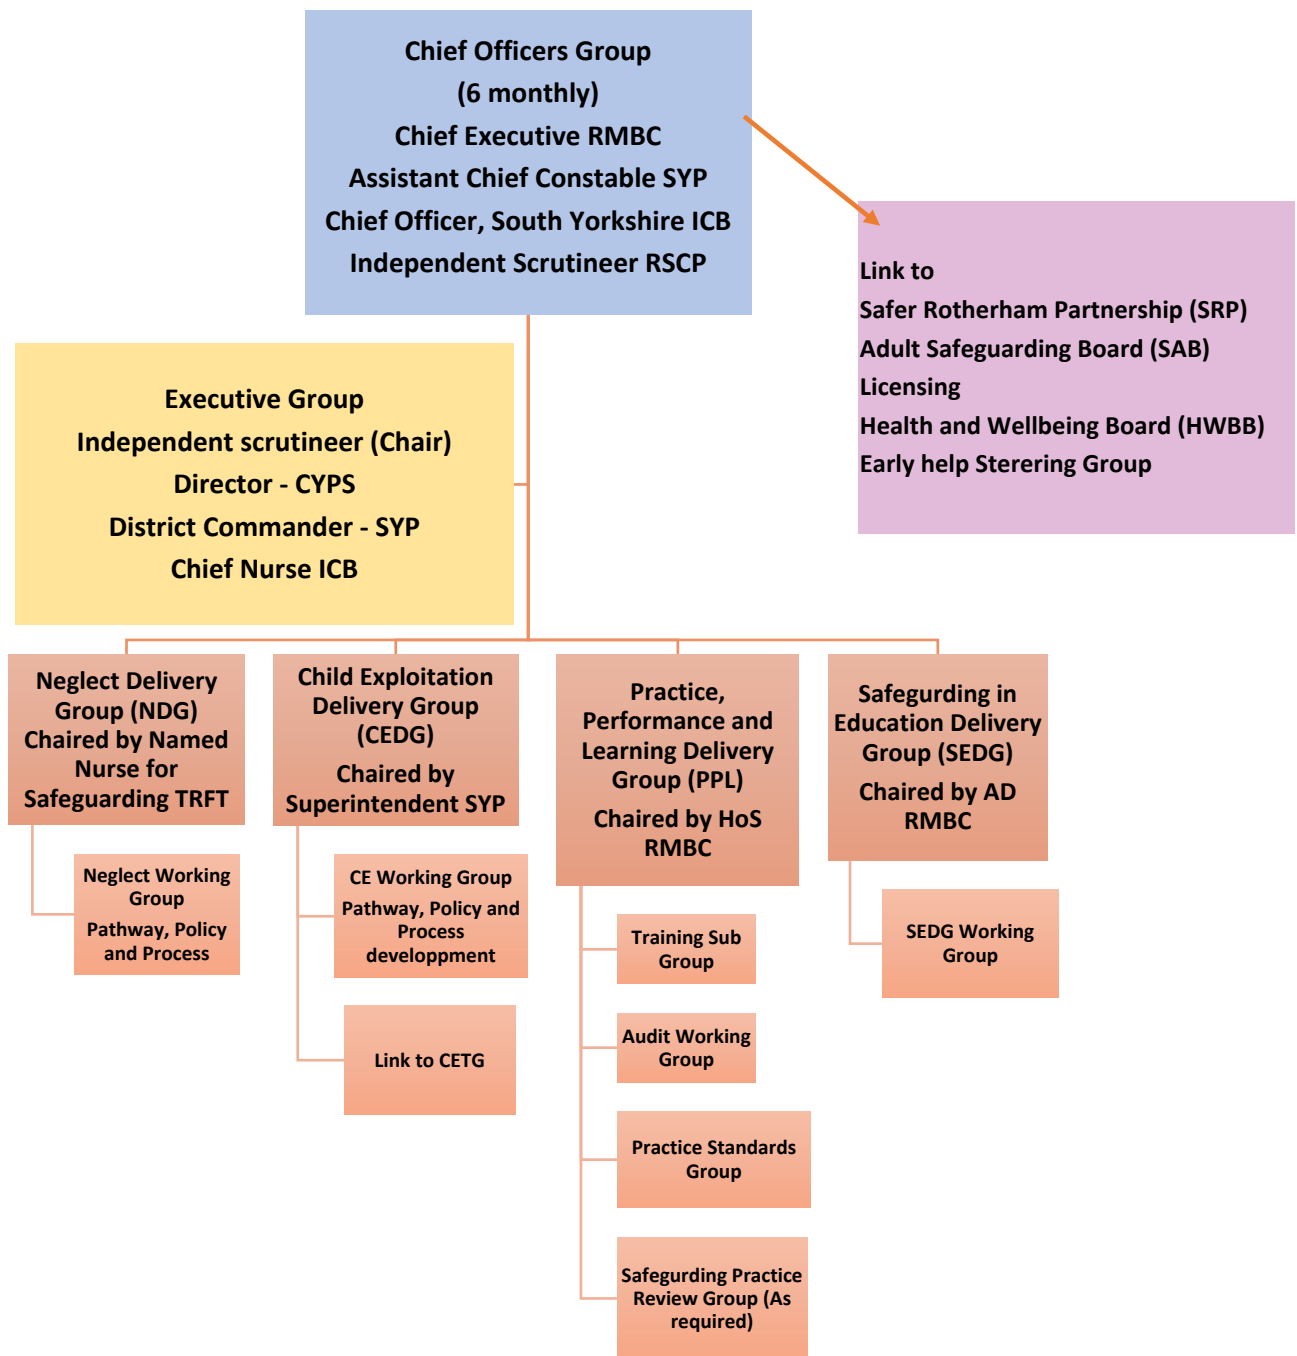 Chief Officers Group
(6 monthly)
Chief Executive RMBC
Assistant Chief Constable SYP
Chief Officer, South Yorkshire ICB
Independent Scrutineer RSCP
Link to
Safer Rotherham Partnership (SRP)
Adult Safeguarding Board (SAB)
Licensing
Health and Wellbeing Board (HWBB)
Early help Sterering Group
Executive Group
Independent scrutineer (Chair)
Director - CYPS
District Commander - SYP
Chief Nurse ICB
Neglect Delivery
Group (NDG)
Chaired by Named
Nurse for
Safeguarding TRFT
Child Exploitation
Delivery Group
(CEDG)
Chaired by
Superintendent SYP
Practice,
Performance and
Learning Delivery
Group (PPL)
Chaired by HoS
RMBC
Safegurding in
Education Delivery
Group (SEDG)
Chaired by AD
RMBC
Neglect Working
Group
Pathway, Policy
and Process
CE Working Group
Pathway, Policy and
Process
developpment
Link to CETG
Training Sub
Group
Audit Working
Group
Practice Standards
Group
Safegurding Practice
Review Group (As
required)
SEDG Working
Group